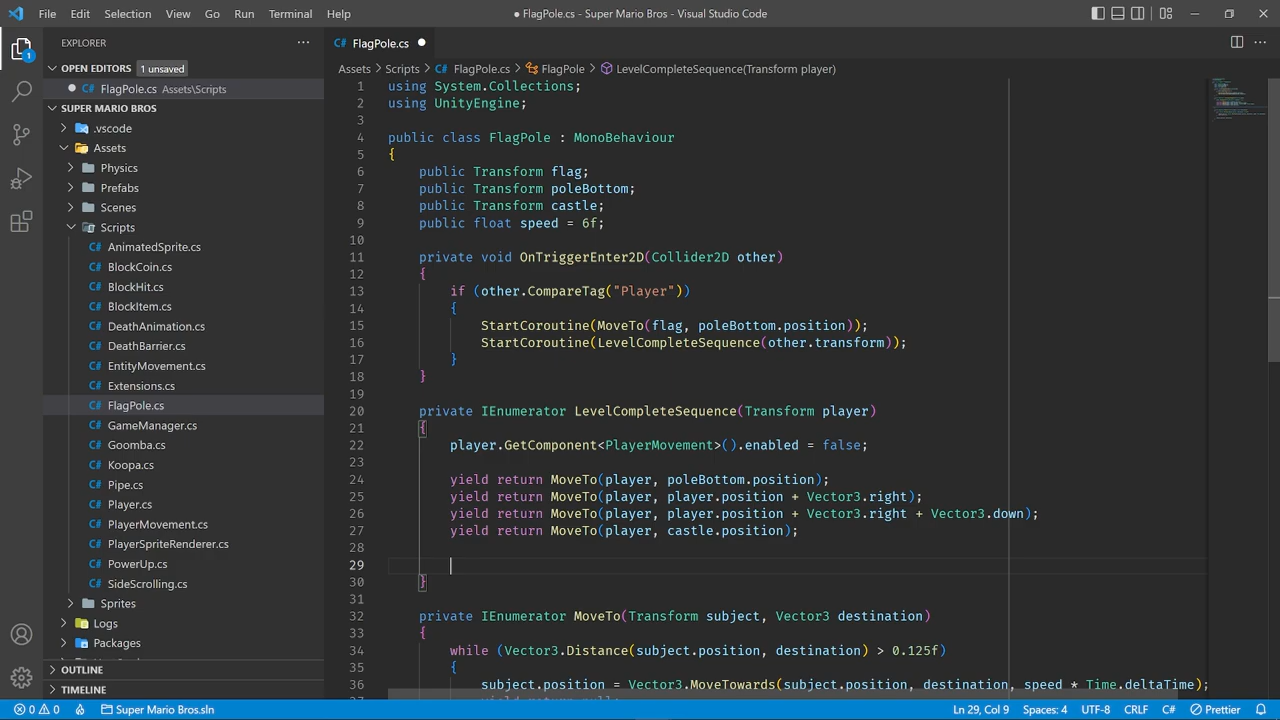 File Edit Selection View Go Run Terminal Help
● FlagPole.cs - Super Mario Bros - Visual Studio Code
EXPLORER
FlagPole.cs
OPEN EDITORS 1 unsaved
FlagPole.cs Assets\Scripts
Assets > Scripts > FlagPole.cs > FlagPole > LevelCompleteSequence(Transform player)
SUPER MARIO BROS
.vscode
Assets
Physics
Prefabs
Scenes
Scripts
AnimatedSprite.cs
BlockCoin.cs
BlockHit.cs
BlockItem.cs
DeathAnimation.cs
DeathBarrier.cs
EntityMovement.cs
Extensions.cs
FlagPole.cs
GameManager.cs
Goomba.cs
Koopa.cs
Pipe.cs
Player.cs
PlayerMovement.cs
PlayerSpriteRenderer.cs
PowerUp.cs
SideScrolling.cs
Sprites
Logs
Packages
OUTLINE
TIMELINE
1 using System.Collections;
2 using UnityEngine;
3
4 public class FlagPole : MonoBehaviour
5 {
6 public Transform flag;
7 public Transform poleBottom;
8 public Transform castle;
9 public float speed = 6f;
10
11 private void OnTriggerEnter2D(Collider2D other)
12 {
13 if (other.CompareTag("Player"))
14 {
15 StartCoroutine(MoveTo(flag, poleBottom.position));
16 StartCoroutine(LevelCompleteSequence(other.transform));
17 }
18 }
19
20 private IEnumerator LevelCompleteSequence(Transform player)
21 {
22 player.GetComponent<PlayerMovement>().enabled = false;
23
24 yield return MoveTo(player, poleBottom.position);
25 yield return MoveTo(player, player.position + Vector3.right);
26 yield return MoveTo(player, player.position + Vector3.right + Vector3.down);
27 yield return MoveTo(player, castle.position);
28
29
30 }
31
32 private IEnumerator MoveTo(Transform subject, Vector3 destination)
33 {
34 while (Vector3.Distance(subject.position, destination) > 0.125f)
35 {
36 subject.position = Vector3.MoveTowards(subject.position, destination, speed * Time.deltaTime);
0 0 Super Mario Bros.sln Ln 29, Col 9 Spaces: 4 UTF-8 CRLF C# Prettier